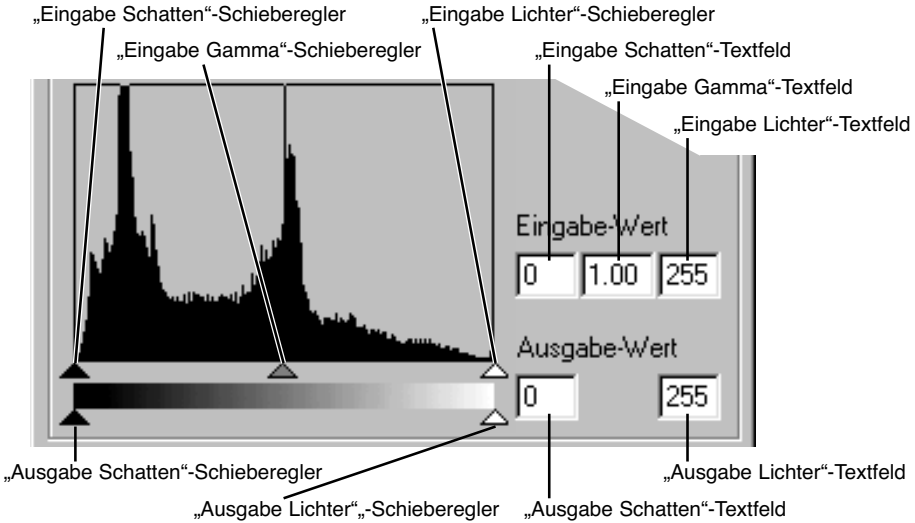 „Eingabe Schatten“-Schieberegler
„Eingabe Lichter“-Schieberegler
„Eingabe Gamma“-Schieberegler
„Eingabe Schatten“-Textfeld
„Eingabe Gamma“-Textfeld
„Eingabe Lichter“-Textfeld
Eingabe-Wert
0 1.00 255
Ausgabe-Wert
0 255
„Ausgabe Schatten“-Schieberegler
„Ausgabe Lichter“-Textfeld
„Ausgabe Lichter“„-Schieberegler
„Ausgabe Schatten“-Textfeld